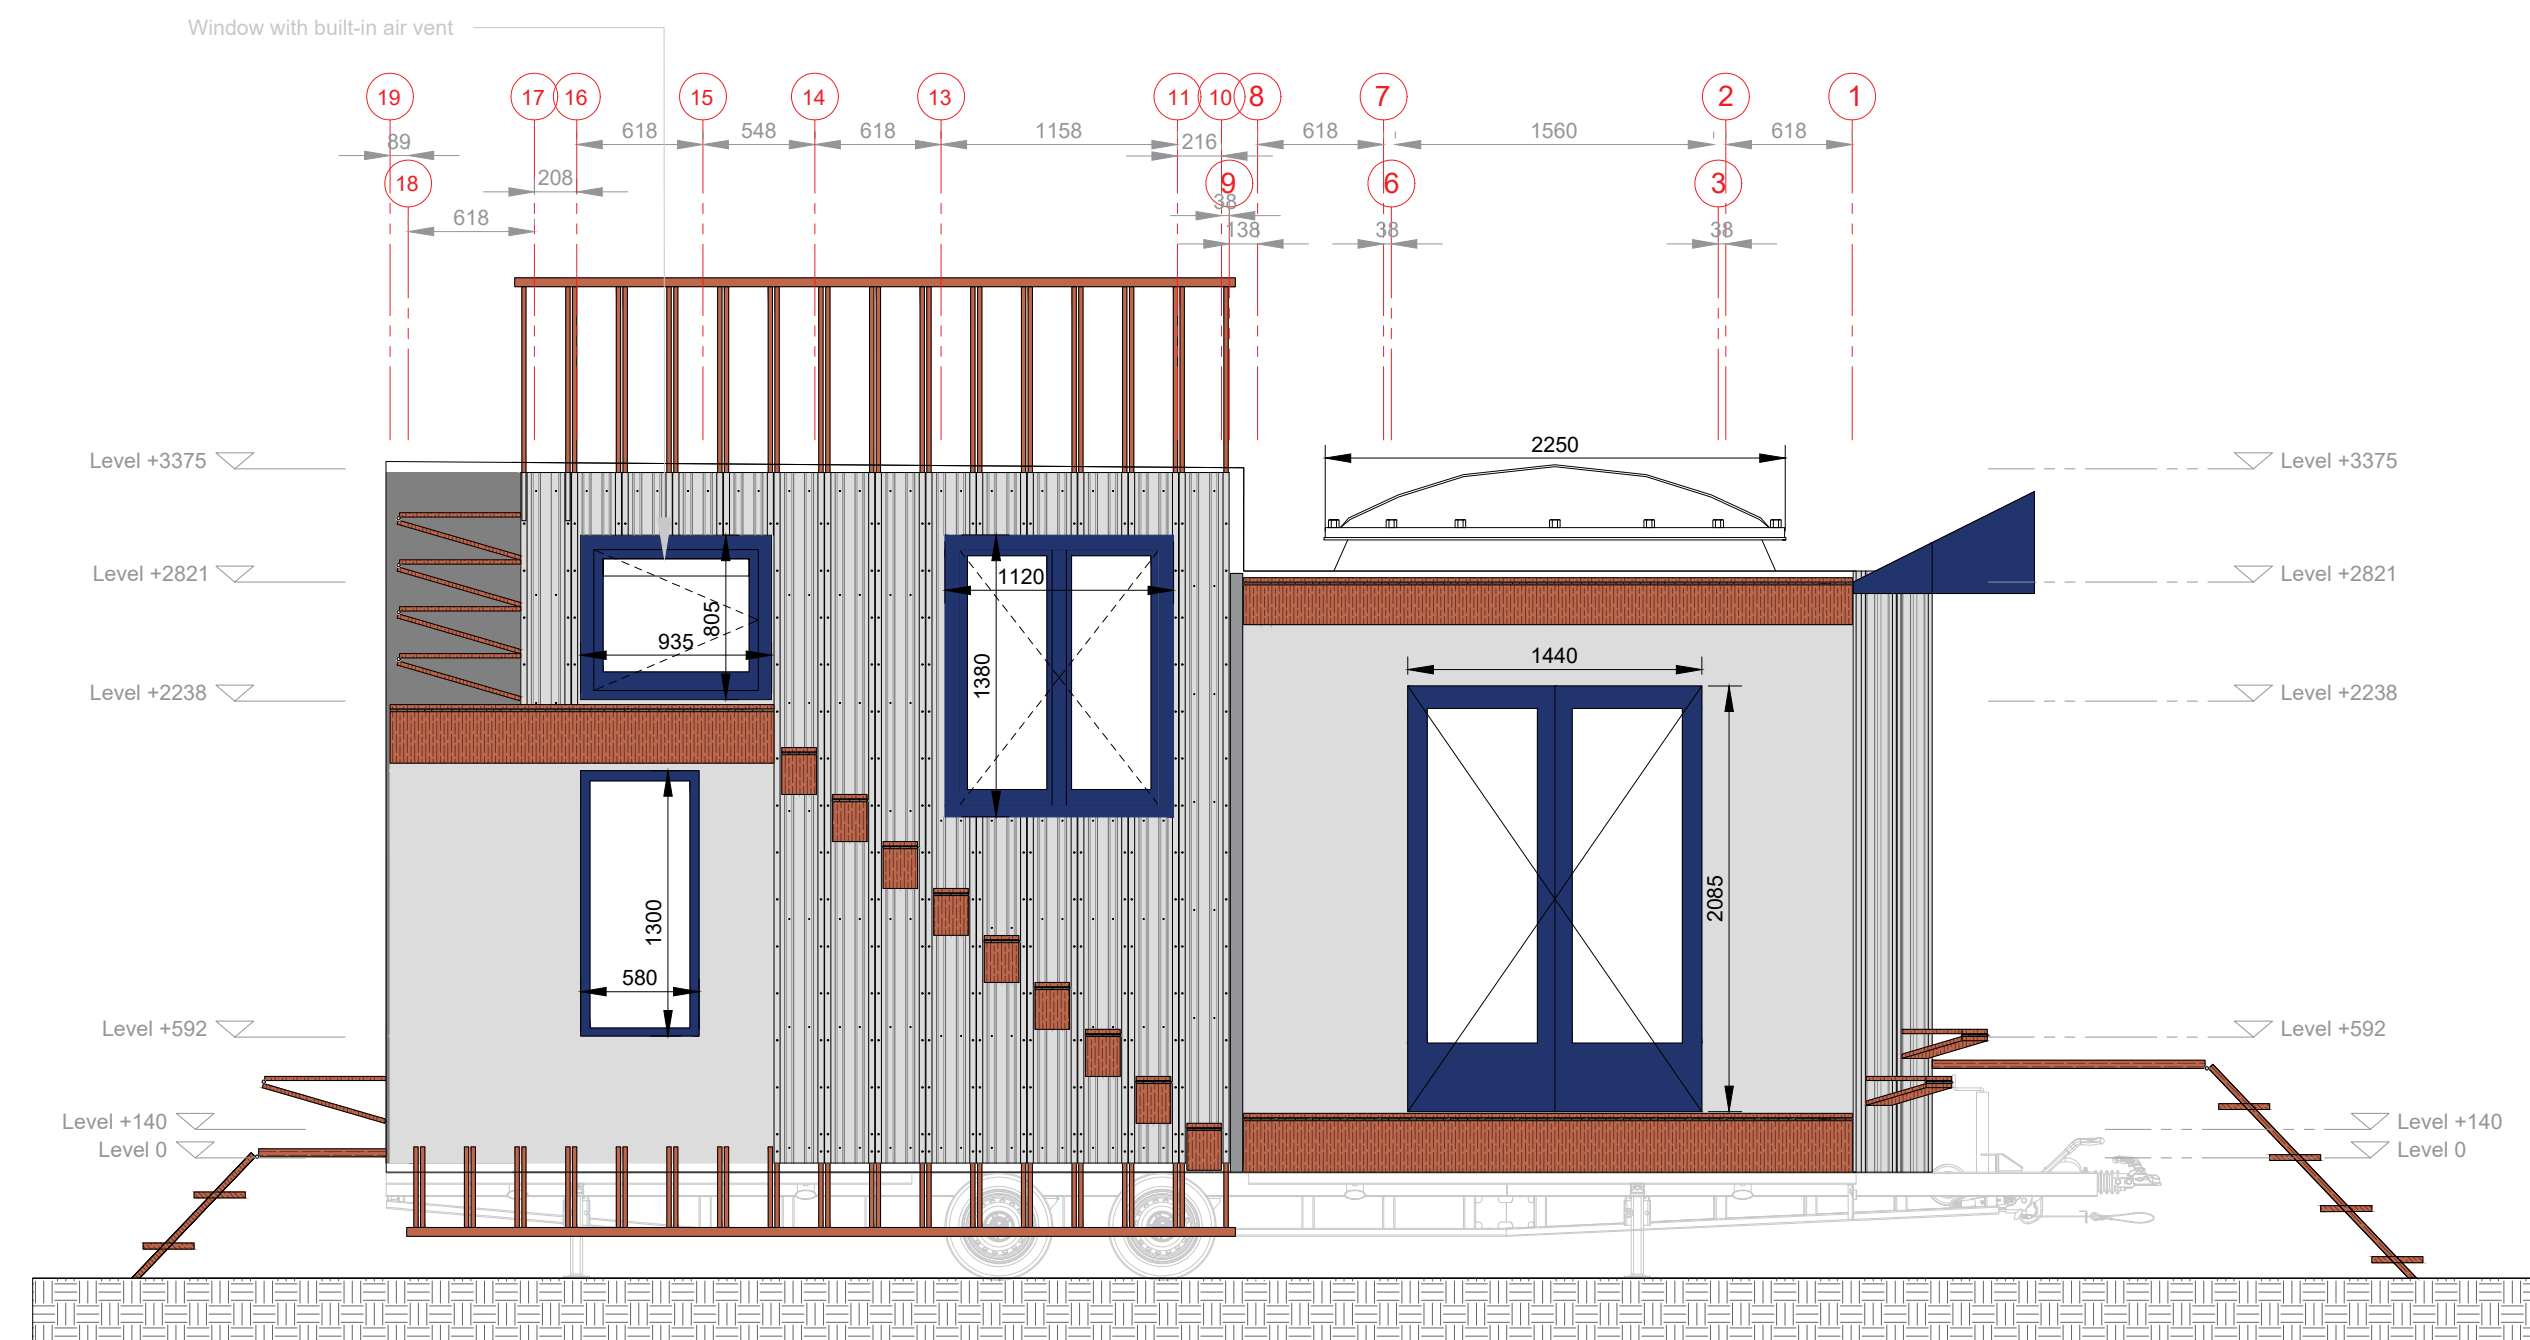 Window with built-in air vent
19 17 16 15 14 13 11 10 8 7 2 1
618 548 618 1158 618 1560 618
89 216
18 208 9 6 3
38
618 138 38 38
2250
Level +3375 Level +3375
Level +2821 1120 Level +2821
805
935 1440
1380
Level +2238 Level +2238
2085
1300
580
Level +592 Level +592
Level +140 Level +140
Level 0 Level 0